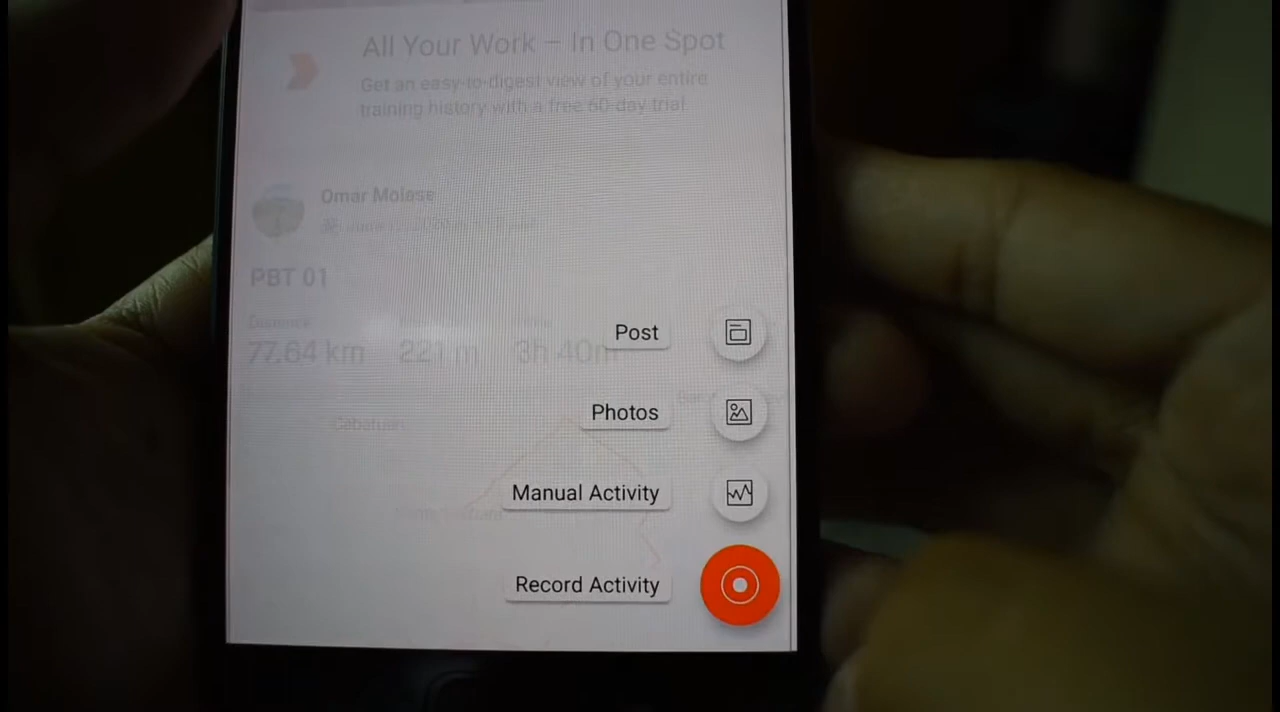 All Your Work – In One Spot
Get an easy-to-digest view of your entire
training history with a free 60-day trial.
Omar Molase
PBT 01
Distance
77.64 km 221 m 3h 40m
Post
Photos
Cabatuan
Manual Activity
Record Activity